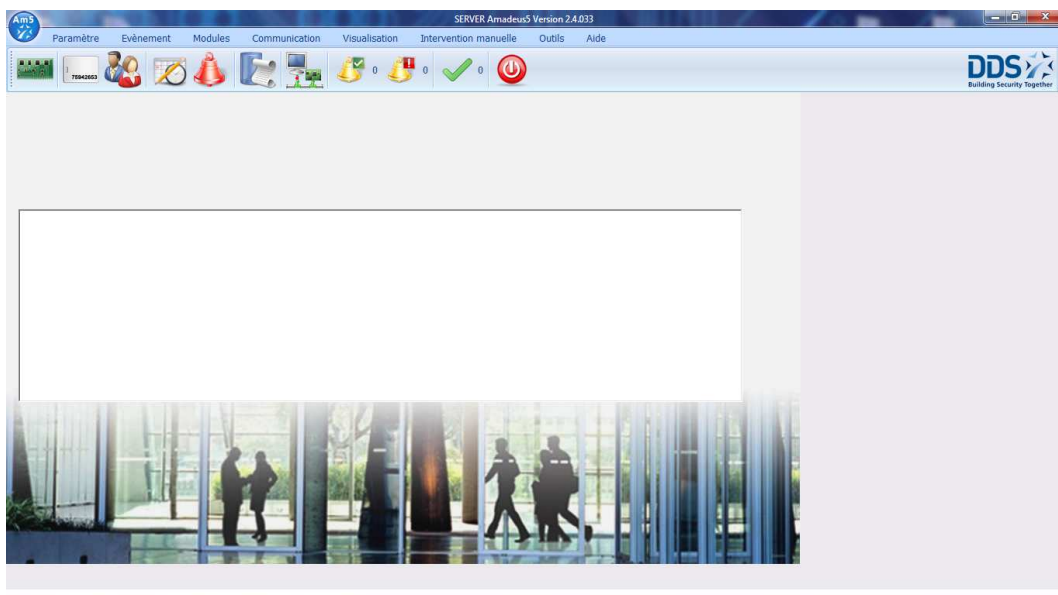 SERVER Amadeus5 Version 2.4.033
Am5
Paramètre Evènement Modules Communication Visualisation Intervention manuelle Outils Aide
75942653 0 0 0
DDS
Building Security Together